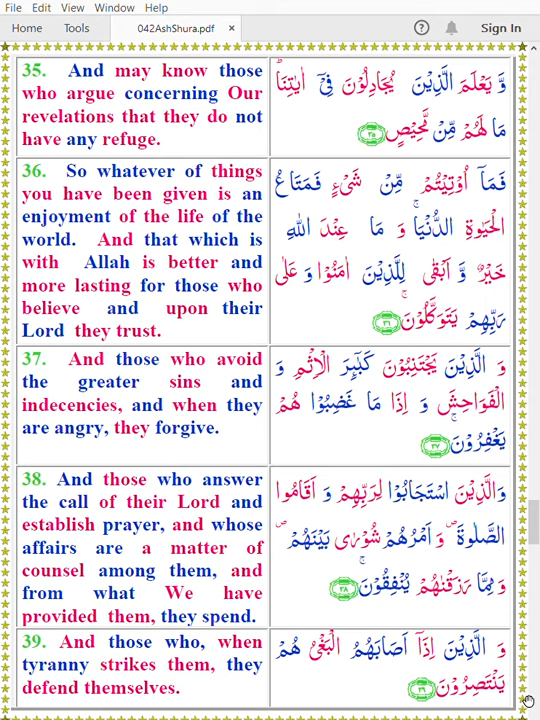 File Edit View Window Help
Home Tools 042AshShura.pdf × ? Sign In
35. And may know those
who argue concerning Our
revelations that they do not
have any refuge.
وَّ يَعْلَمَ الَّذِيْنَ يُجَادِلُوْنَ فِيْۤ اٰيٰتِنَا ؕ
مَا لَهُمْ مِّنْ مَّحِيْصٍ ﴿۳۵﴾
36. So whatever of things
you have been given is an
enjoyment of the life of the
world. And that which is
with Allah is better and
more lasting for those who
believe and upon their
Lord they trust.
فَمَاۤ اُوْتِيْتُمْ مِّنْ شَيْءٍ فَمَتَاعُ
الْحَيٰوةِ الدُّنْيَا ۚ وَ مَا عِنْدَ اللّٰهِ
خَيْرٌ وَّ اَبْقٰى لِلَّذِيْنَ اٰمَنُوْا وَ عَلٰى
رَبِّهِمْ يَتَوَكَّلُوْنَ ۚ ﴿۳۶﴾
37. And those who avoid
the greater sins and
indecencies, and when they
are angry, they forgive.
وَ الَّذِيْنَ يَجْتَنِبُوْنَ كَبٰٓىِٕرَ الْاِثْمِ وَ
الْفَوَاحِشَ وَ اِذَا مَا غَضِبُوْا هُمْ
يَغْفِرُوْنَ ۚ ﴿۳۷﴾
38. And those who answer
the call of their Lord and
establish prayer, and whose
affairs are a matter of
counsel among them, and
from what We have
provided them, they spend.
وَالَّذِيْنَ اسْتَجَابُوْا لِرَبِّهِمْ وَ اَقَامُوا
الصَّلٰوةَ ۪ وَ اَمْرُهُمْ شُوْرٰى بَيْنَهُمْ ۪
وَ مِمَّا رَزَقْنٰهُمْ يُنْفِقُوْنَ ۚ ﴿۳۸﴾
39. And those who, when
tyranny strikes them, they
defend themselves.
وَ الَّذِيْنَ اِذَاۤ اَصَابَهُمُ الْبَغْيُ هُمْ
يَنْتَصِرُوْنَ ﴿۳۹﴾